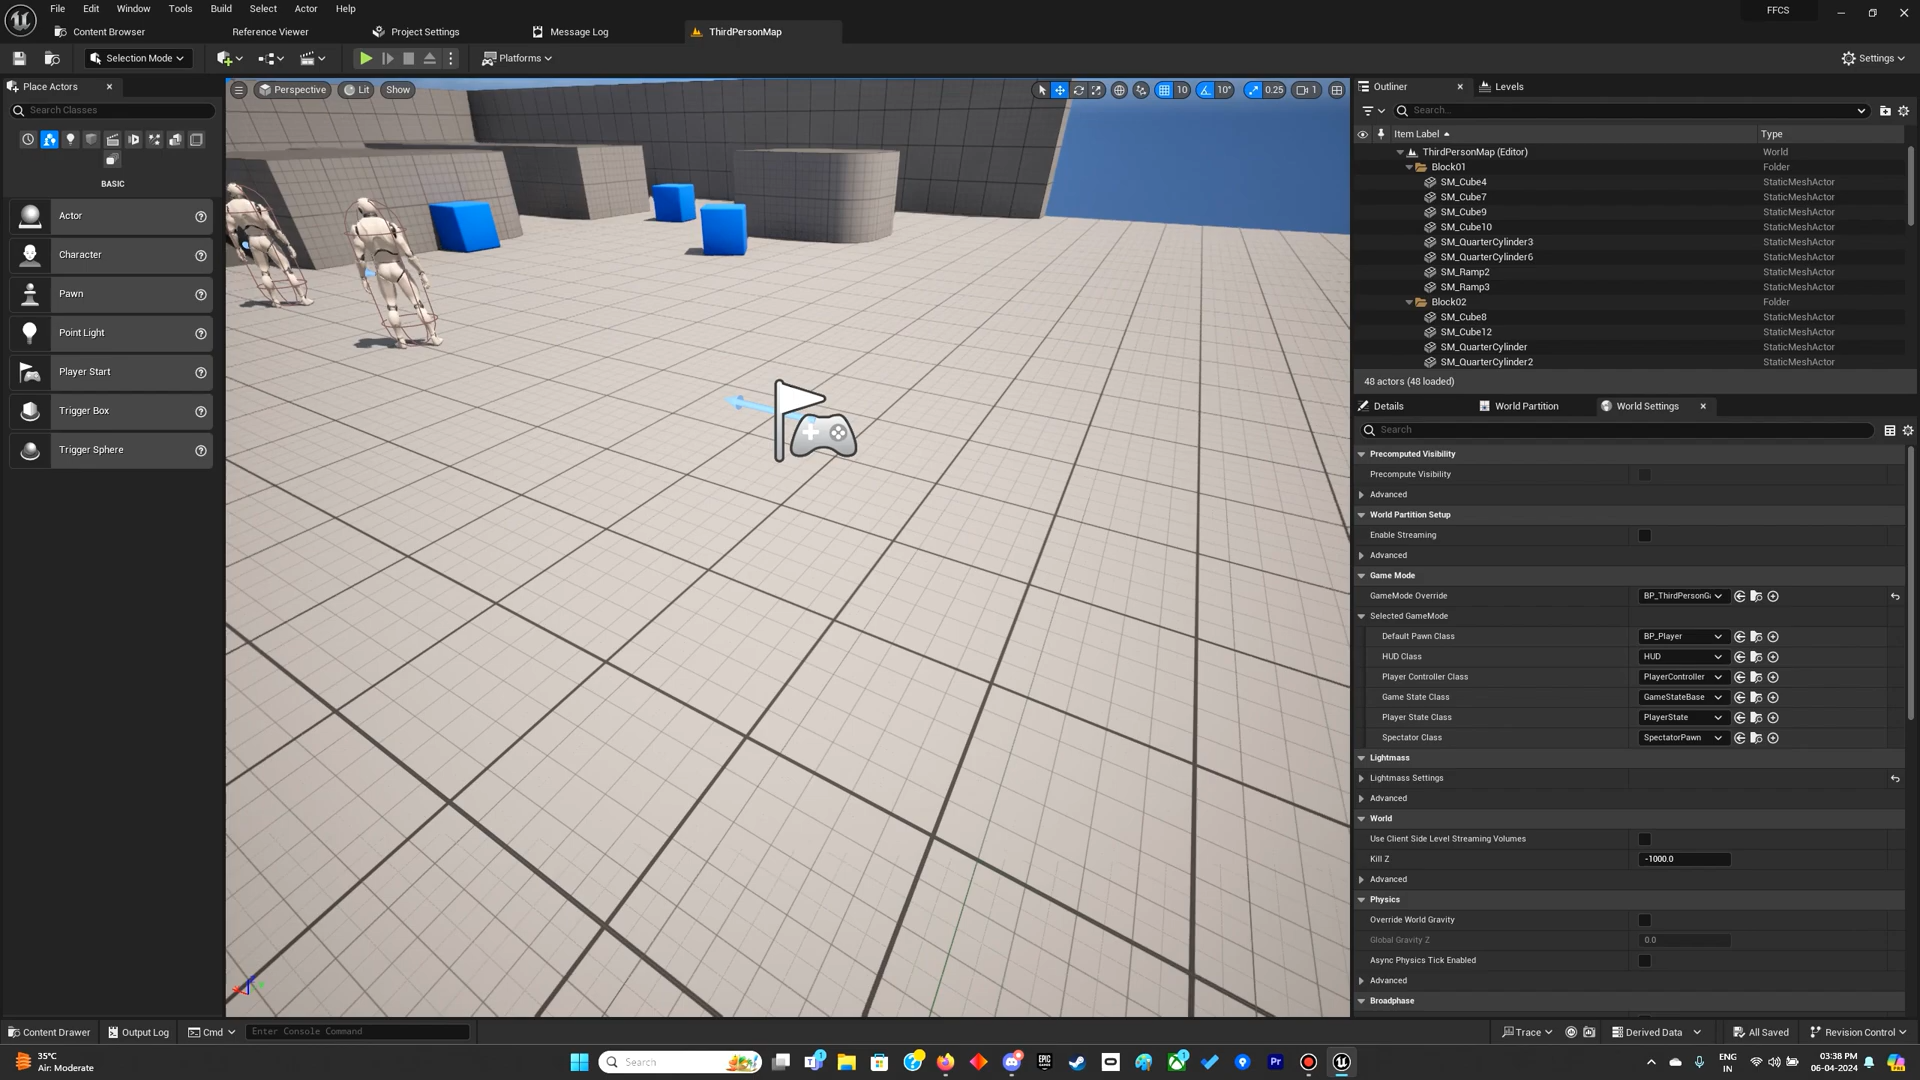 File Edit Window Tools Build Select Actor Help
FFCS
Content Browser
Reference Viewer
Project Settings
Message Log
ThirdPersonMap
Selection Mode
Platforms
Settings
Place Actors
Search Classes
BASIC
Actor
Character
Pawn
Point Light
Player Start
Trigger Box
Trigger Sphere
Perspective
Lit
Show
10
10°
0.25
1
Outliner
Levels
Search...
Item Label
Type
ThirdPersonMap (Editor) World
Block01 Folder
SM_Cube4 StaticMeshActor
SM_Cube7 StaticMeshActor
SM_Cube9 StaticMeshActor
SM_Cube10 StaticMeshActor
SM_QuarterCylinder3 StaticMeshActor
SM_QuarterCylinder6 StaticMeshActor
SM_Ramp2 StaticMeshActor
SM_Ramp3 StaticMeshActor
Block02 Folder
SM_Cube8 StaticMeshActor
SM_Cube12 StaticMeshActor
SM_QuarterCylinder StaticMeshActor
SM_QuarterCylinder2 StaticMeshActor
48 actors (48 loaded)
Details
World Partition
World Settings
Search
Precomputed Visibility
Precompute Visibility
Advanced
World Partition Setup
Enable Streaming
Advanced
Game Mode
GameMode Override BP_ThirdPersonGa
Selected GameMode
Default Pawn Class BP_Player
HUD Class HUD
Player Controller Class PlayerController
Game State Class GameStateBase
Player State Class PlayerState
Spectator Class SpectatorPawn
Lightmass
Lightmass Settings
Advanced
World
Use Client Side Level Streaming Volumes
Kill Z -1000.0
Advanced
Physics
Override World Gravity
Global Gravity Z 0.0
Async Physics Tick Enabled
Advanced
Broadphase
Content Drawer
Output Log
Cmd
Enter Console Command
Trace
Derived Data
All Saved
Revision Control
35°C
Air: Moderate
Search
ENG
IN
03:38 PM
06-04-2024